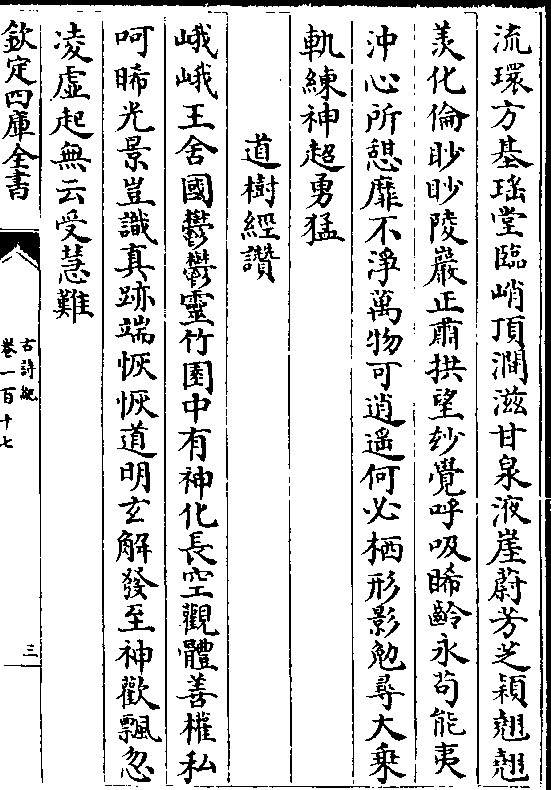 流環方基瑤堂臨峭頂澗滋甘泉液崖蔚芳芝穎翹翹
羨化倫眇眇陵巖正肅拱望紗覺呼吸晞齡永苟能夷
沖心所憇靡不淨萬物可逍遙何必栖形影勉尋大乗
軌練神超勇猛
道樹經讚
峨峨王舍國鬱鬱靈竹園中有神化長空觀體善權私
呵晞光景豈識真跡端恢恢道明玄解發至神歡飄忽
凌虛起無云受慧難
欽定四庫全書
古詩紀
卷一百十七
三